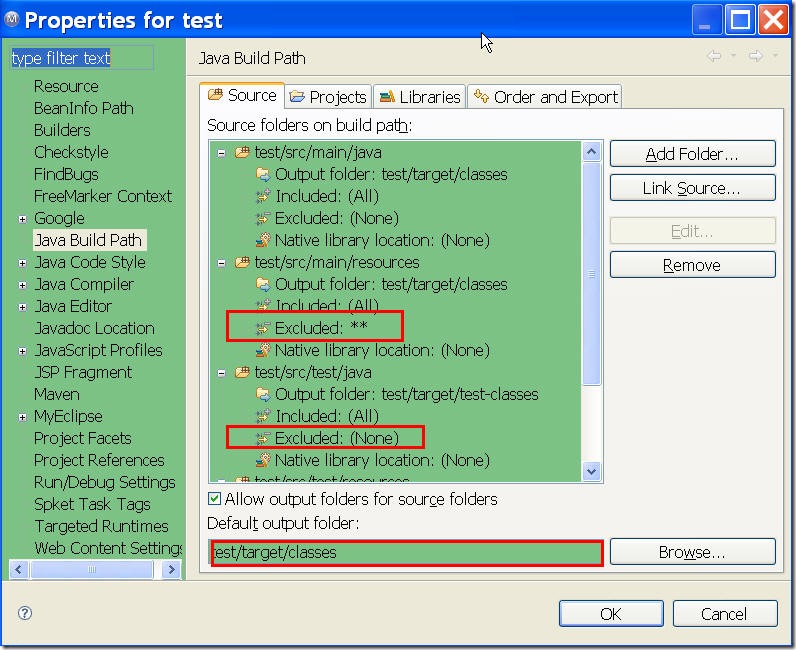 Properties for test
type filter text
Resource
BeanInfo Path
Builders
Checkstyle
FindBugs
FreeMarker Context
Google
Java Build Path
Java Code Style
Java Compiler
Java Editor
Javadoc Location
JavaScript Profiles
JSP Fragment
Maven
MyEclipse
Project Facets
Project References
Run/Debug Settings
Spket Task Tags
Targeted Runtimes
Web Content Settings
Java Build Path
Source
Projects
Libraries
Order and Export
Source folders on build path:
test/src/main/java
Output folder: test/target/classes
Included: (All)
Excluded: (None)
Native library location: (None)
test/src/main/resources
Output folder: test/target/classes
Included: (All)
Excluded: **
Native library location: (None)
test/src/test/java
Output folder: test/target/test-classes
Included: (All)
Excluded: (None)
Native library location: (None)
test/src/test/resources
Add Folder...
Link Source...
Edit...
Remove
Allow output folders for source folders
Default output folder:
test/target/classes
Browse...
OK
Cancel